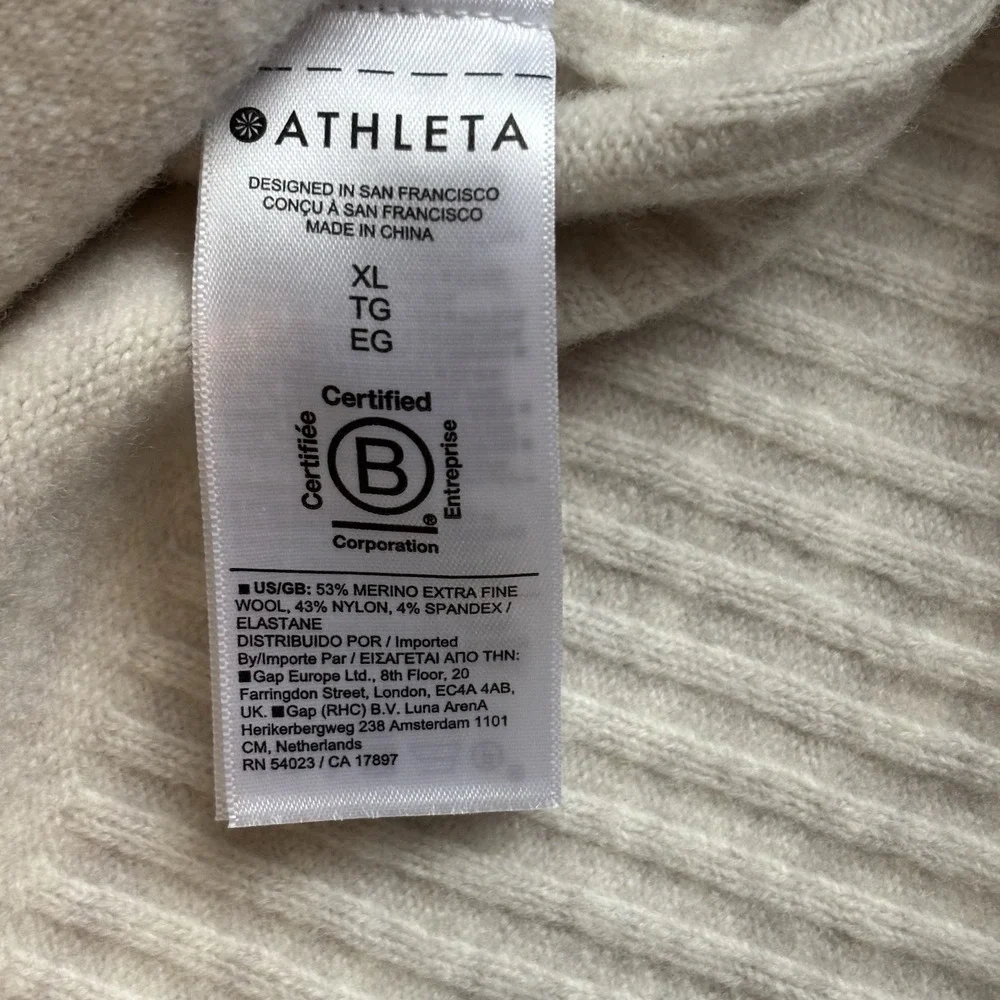 ATHLETA
DESIGNED IN SAN FRANCISCO
CONÇU À SAN FRANCISCO
MADE IN CHINA
XL
TG
EG
Certified
Certifiée
B
Entreprise
®
Corporation
■ US/GB: 53% MERINO EXTRA FINE
WOOL, 43% NYLON, 4% SPANDEX /
ELASTANE
DISTRIBUIDO POR / Imported
By/Importe Par / ΕΙΣΑΓΕΤΑΙ ΑΠΟ ΤΗΝ:
■Gap Europe Ltd., 8th Floor, 20
Farringdon Street, London, EC4A 4AB,
UK. ■Gap (RHC) B.V. Luna ArenA
Herikerbergweg 238 Amsterdam 1101
CM, Netherlands
RN 54023 / CA 17897